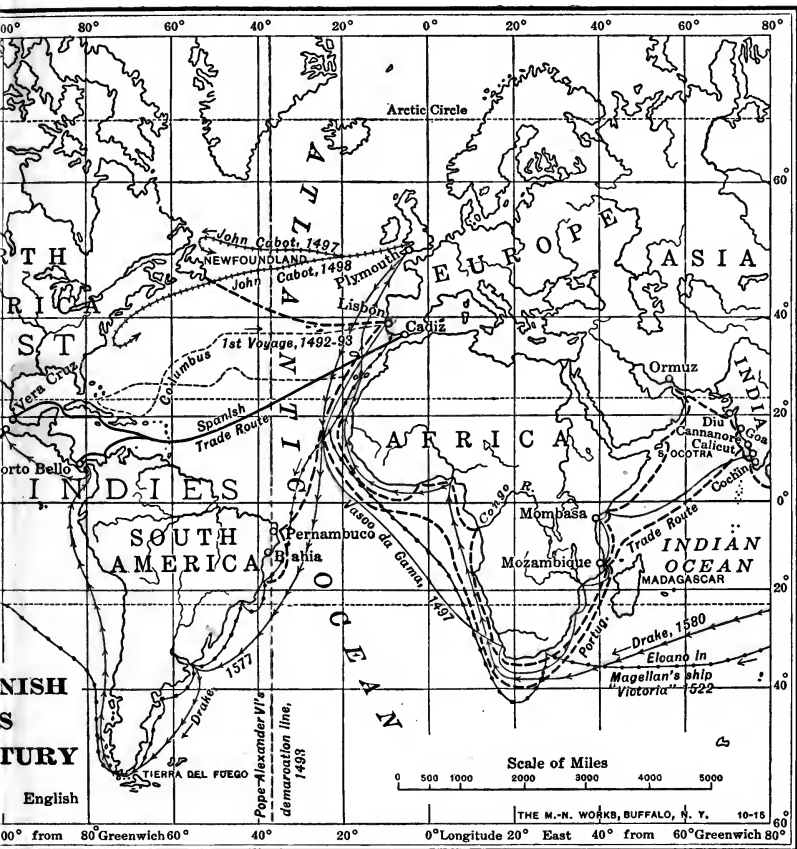 00° 80° 60° 40° 20° 0° 20° 40° 60° 80°
Arctic Circle
60°
ATLANTIC OCEAN
John Cabot, 1497
NEWFOUNDLAND
John Cabot, 1498
Plymouth
EUROPE
ASIA
TH
RICA
ST
Lisbon
Cadiz
40°
1st Voyage, 1492-93
Columbus
Vera Cruz
Spanish
Trade Route
Ormuz
INDIA
20°
AFRICA
Diu
Goa
Cannanore
Calicut
SOCOTRA
Cochin
orto Bello
INDIES
Congo R.
0°
Vasco da Gama, 1497
Mombasa
Trade Route
Portug.
SOUTH
AMERICA
Pernambuco
Bahia
Mozambique
INDIAN
OCEAN
MADAGASCAR
20°
Drake, 1580
Elcano in
Magellan's ship
"Victoria" 1522
40°
Drake, 1577
NISH
S
TURY
English
TIERRA DEL FUEGO
Pope Alexander VI's
demarcation line,
1493
Scale of Miles
0 500 1000 2000 3000 4000 5000
THE M.-N. WORKS, BUFFALO, N. Y. 10-15
60°
00° from 80° Greenwich 60° 40° 20° 0° Longitude 20° East 40° from 60° Greenwich 80°